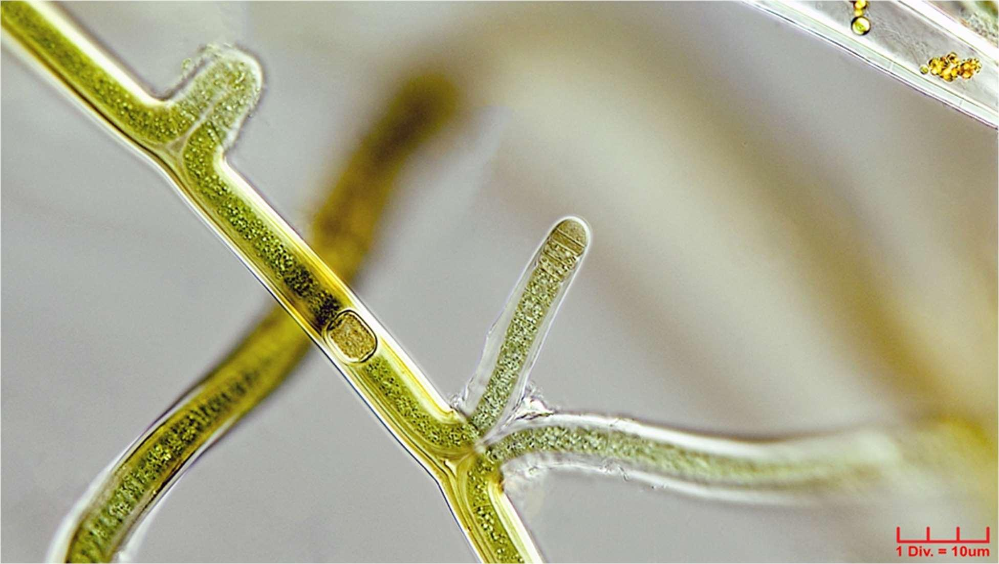 1 Div. = 10um